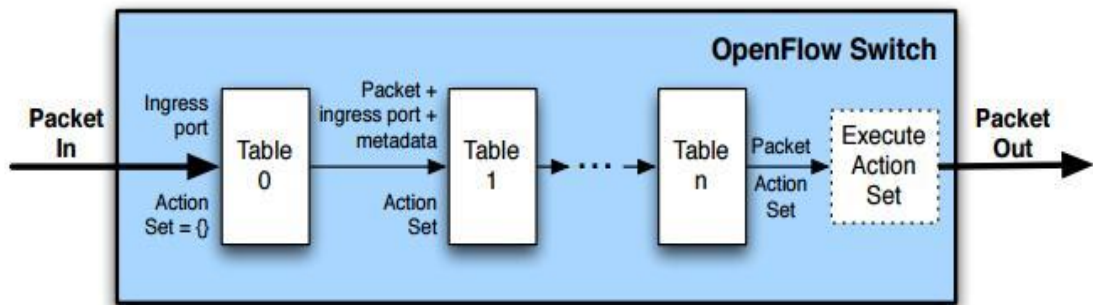 OpenFlow Switch
Packet
In
Ingress
port
Action
Set = {}
Table
0
Packet +
ingress port +
metadata
Action
Set
Table
1
...
Table
n
Packet
Action
Set
Execute
Action
Set
Packet
Out